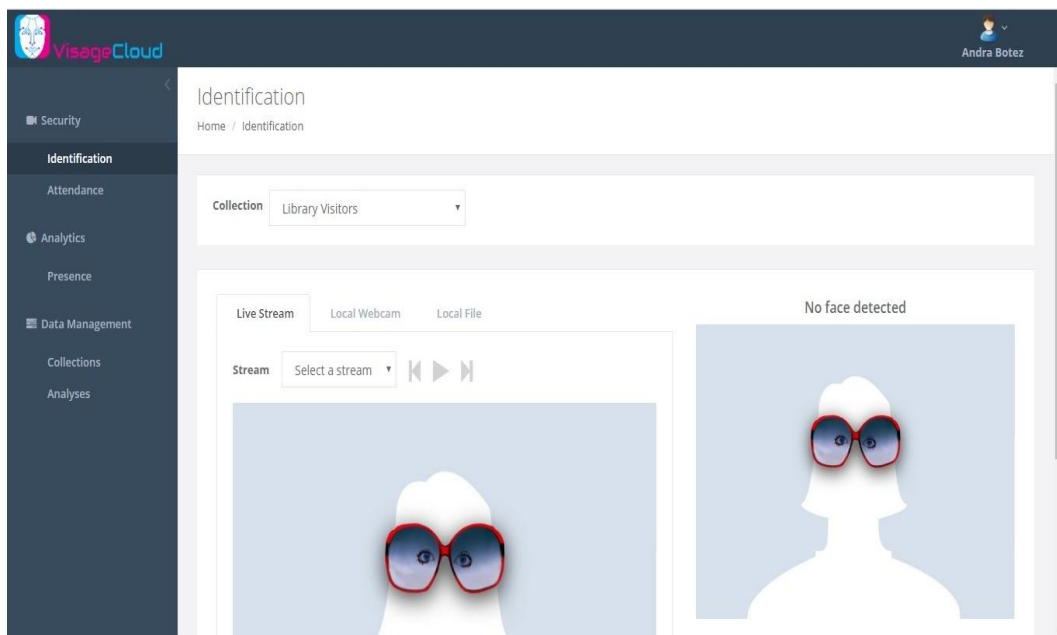 VisageCloud
Andra Botez
Security
Identification
Attendance
Analytics
Presence
Data Management
Collections
Analyses
Identification
Home / Identification
Collection Library Visitors
Live Stream Local Webcam Local File
Stream Select a stream
No face detected